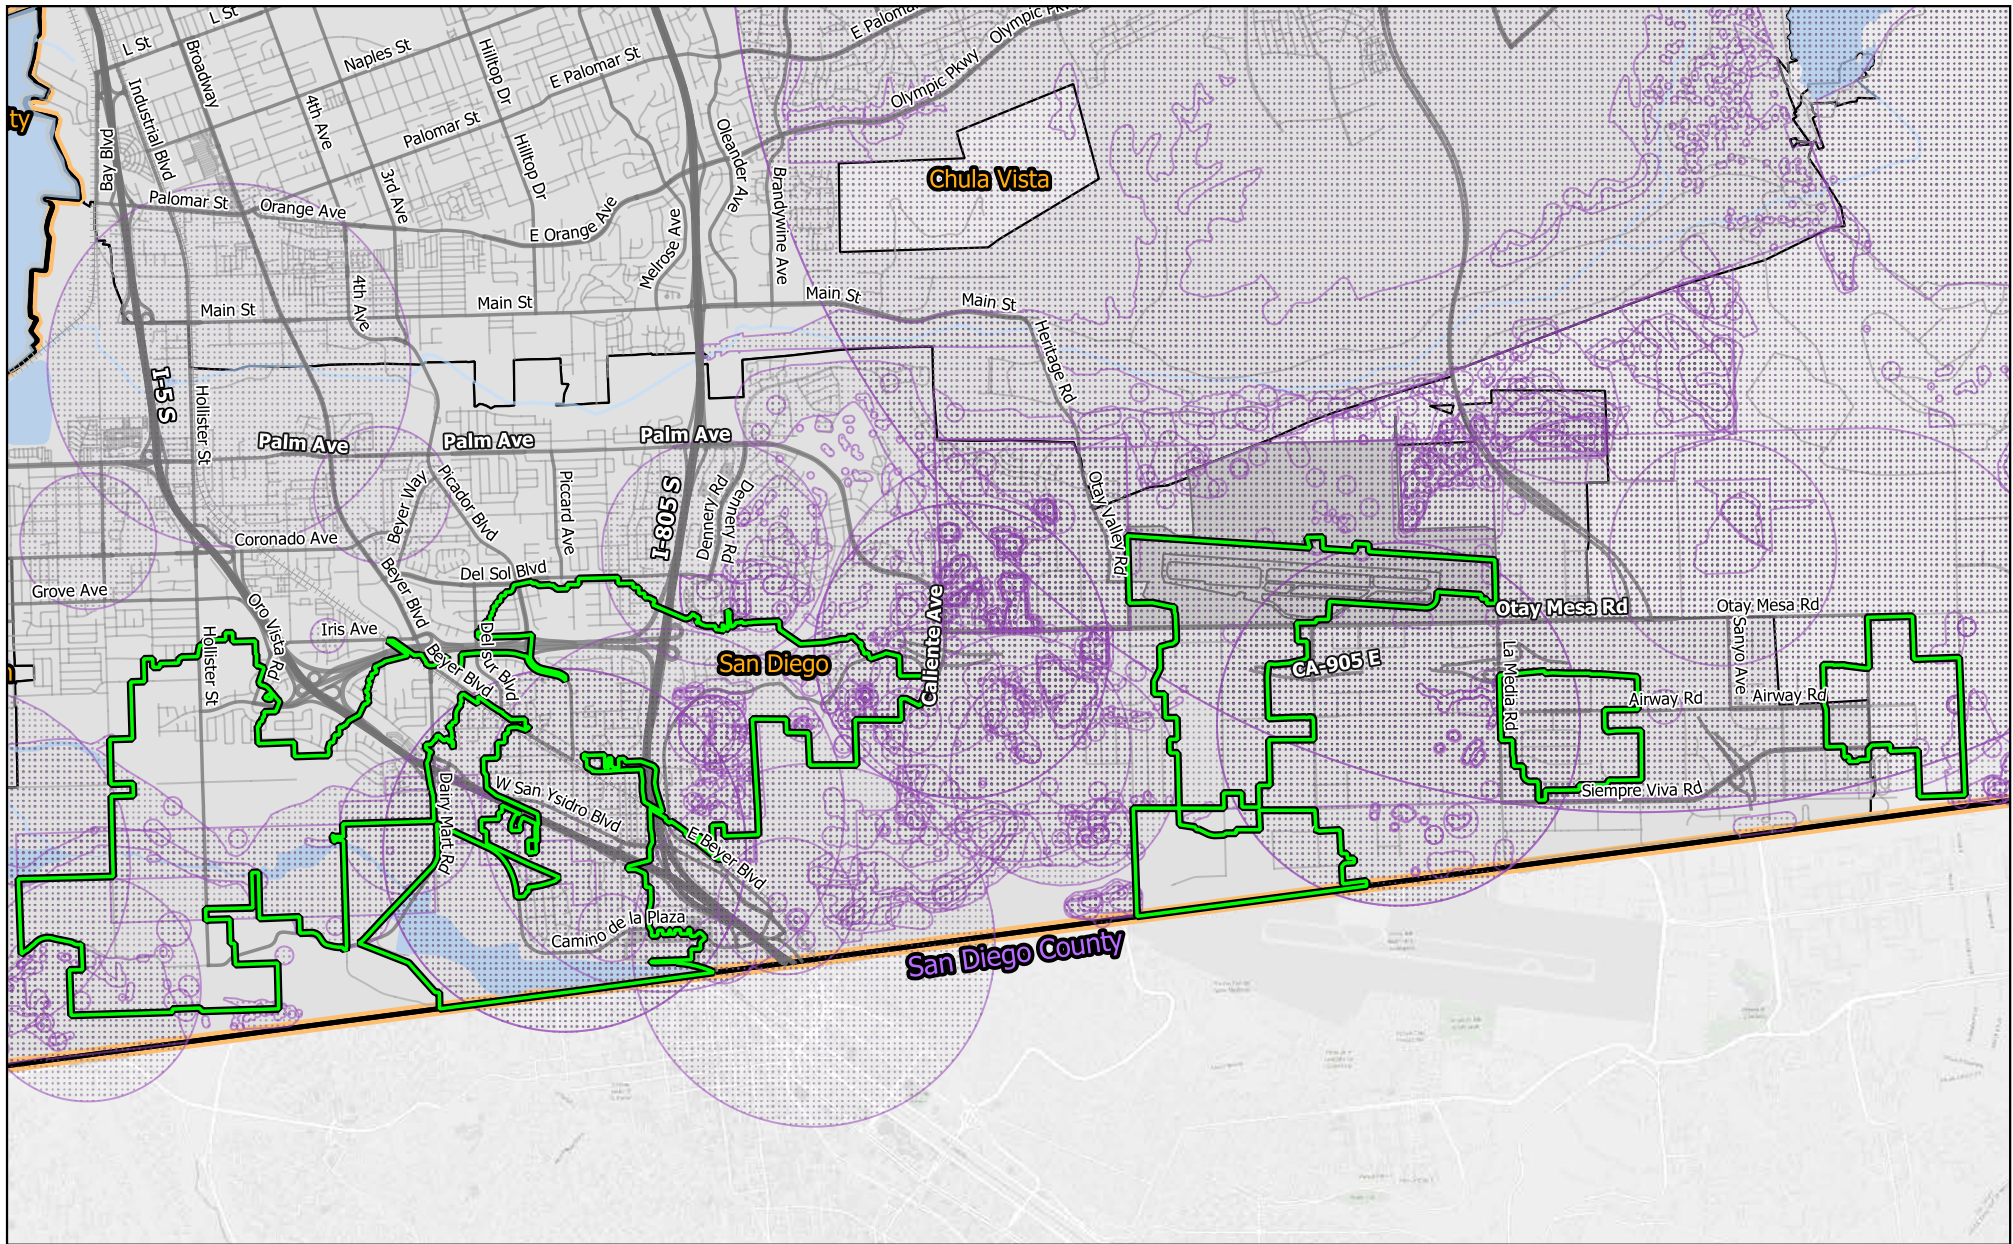 L St
E Palomar
Olympic Pkwy
L St
Broadway
Naples St
Hilltop Dr
E Palomar St
Olympic Pkwy
ty
Industrial Blvd
4th Ave
Palomar St
Hilltop Dr
Oleander Ave
Bay Blvd
Chula Vista
Palomar St
Orange Ave
3rd Ave
E Orange Ave
Melrose Ave
Brandywine Ave
Main St
4th Ave
Main St
Main St
Main St
Heritage Rd
I-5 S
Hollister St
Palm Ave
Palm Ave
Palm Ave
Beyer Way
Picador Blvd
Piccard Ave
I-805 S
Dennery Rd
Dennery Rd
Otay Valley Rd
Coronado Ave
Beyer Blvd
Del Sol Blvd
Grove Ave
Oro Vista Rd
Iris Ave
Hollister St
Beyer Blvd
Del Sur Blvd
San Diego
Caliente Ave
Otay Mesa Rd
Otay Mesa Rd
CA-905 E
La Media Rd
Sanyo Ave
Airway Rd
Airway Rd
Siempre Viva Rd
Dairy Mart Rd
W San Ysidro Blvd
E Beyer Blvd
Camino de la Plaza
San Diego County